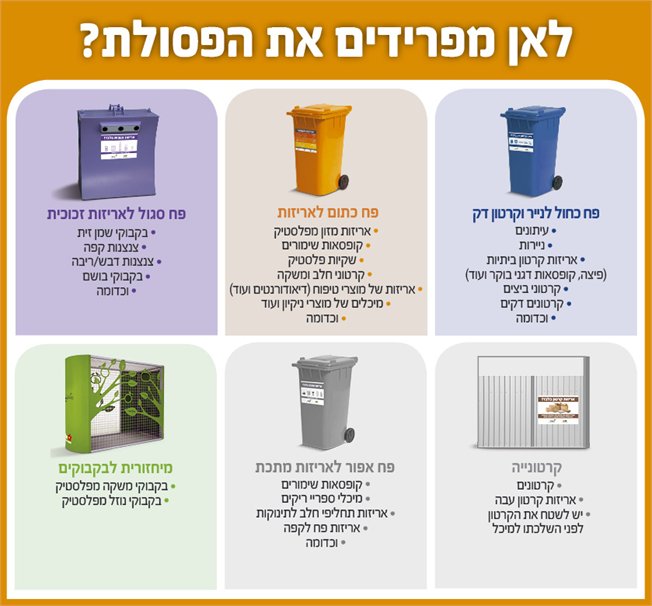 לאן מפרידים את הפסולת?
פח כחול לנייר וקרטון דק
• עיתונים
• ניירות
• אריזות קרטון ביתיות
(פיצה, קופסאות דגני בוקר ועוד)
• קרטוני ביצים
• קרטונים דקים
• וכדומה
פח כתום לאריזות
• אריזות מזון מפלסטיק
• קופסאות שימורים
• שקיות פלסטיק
• קרטוני חלב ומשקה
• אריזות של מוצרי טיפוח (דיאודורנטים ועוד)
• מיכלים של מוצרי ניקיון ועוד
• וכדומה
פח סגול לאריזות זכוכית
• בקבוקי שמן זית
• צנצנות קפה
• צנצנות דבש/ריבה
• בקבוקי בושם
• וכדומה
אריזות קרטון בלבד
קרטונייה
• קרטונים
• אריזות קרטון עבה
• יש לשטח את הקרטון
לפני השלכתו למיכל
פח אפור לאריזות מתכת
• קופסאות שימורים
• מיכלי ספריי ריקים
• אריזות תחליפי חלב לתינוקות
• אריזות פח לקפה
• וכדומה
מיחזורית לבקבוקים
• בקבוקי משקה מפלסטיק
• בקבוקי נוזל מפלסטיק